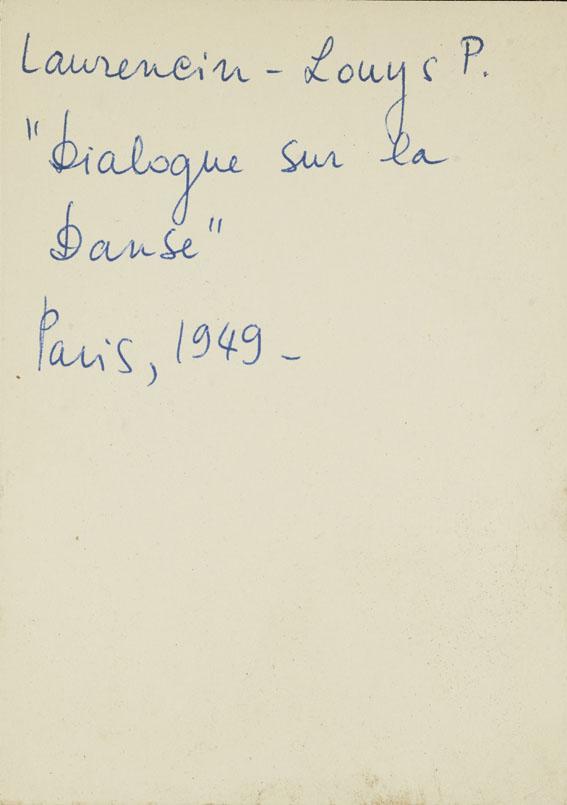 Laurencin - Louys P.
"Dialogue sur la
Danse"
Paris, 1949 -